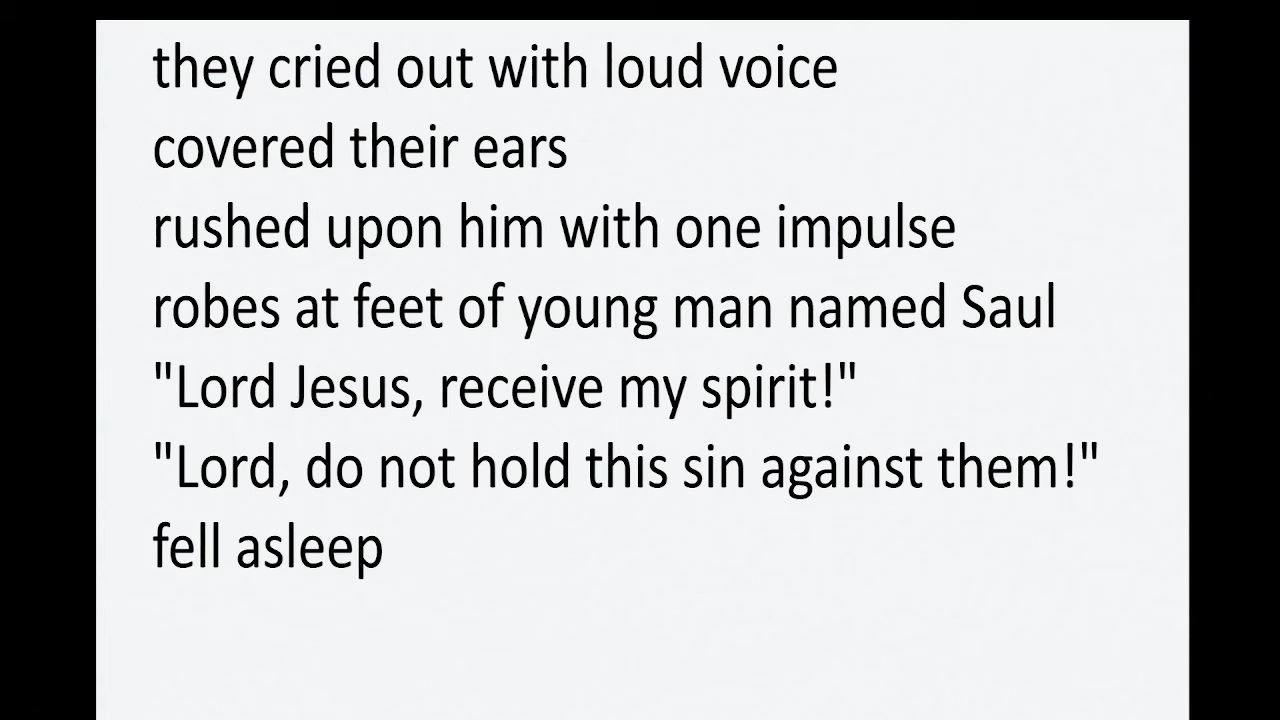 they cried out with loud voice
covered their ears
rushed upon him with one impulse
robes at feet of young man named Saul
"Lord Jesus, receive my spirit!"
"Lord, do not hold this sin against them!"
fell asleep